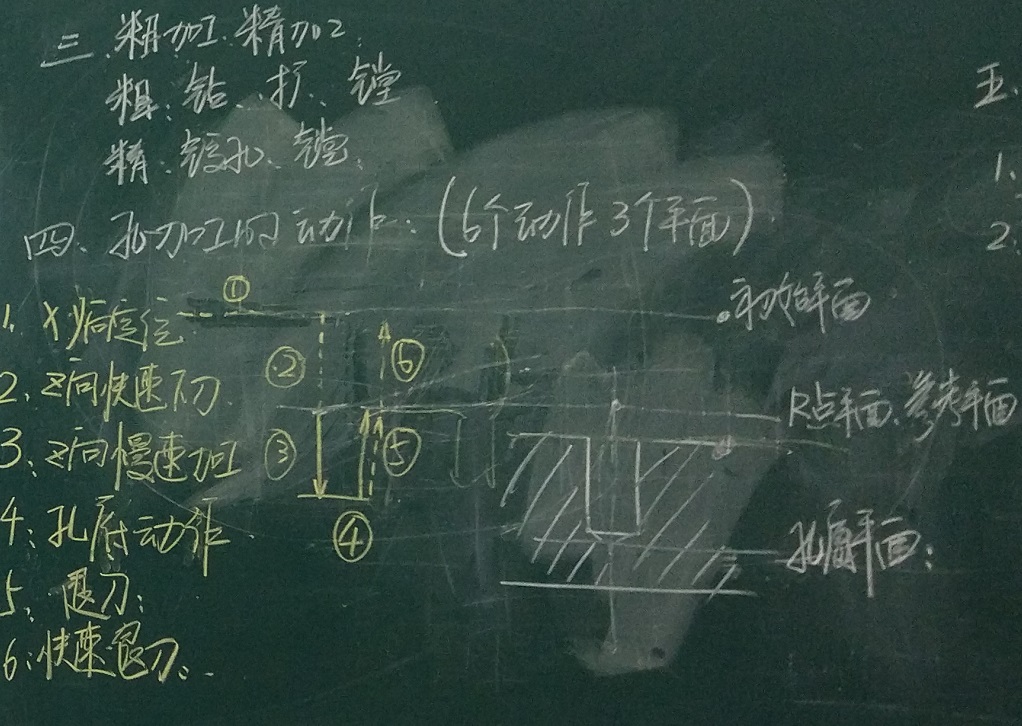 三、粗加工.精加工
粗、钻、扩、镗
精、铰孔、镗、
四、孔加工的动作：(6个动作 3个平面)
1、XY向定位
2、Z向快速下刀
3、Z向慢速加工
4、孔底动作
5、退刀；
6、快速退刀、
①
②
③
④
⑤
⑥
初始平面
R点平面、参考平面
孔底平面：
五、
1、
2、